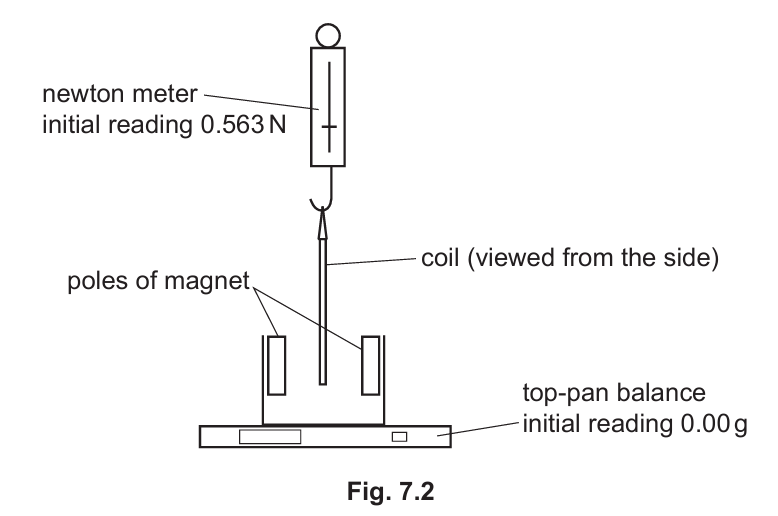 newton meter
initial reading 0.563 N
coil (viewed from the side)
poles of magnet
top-pan balance
initial reading 0.00 g
Fig. 7.2